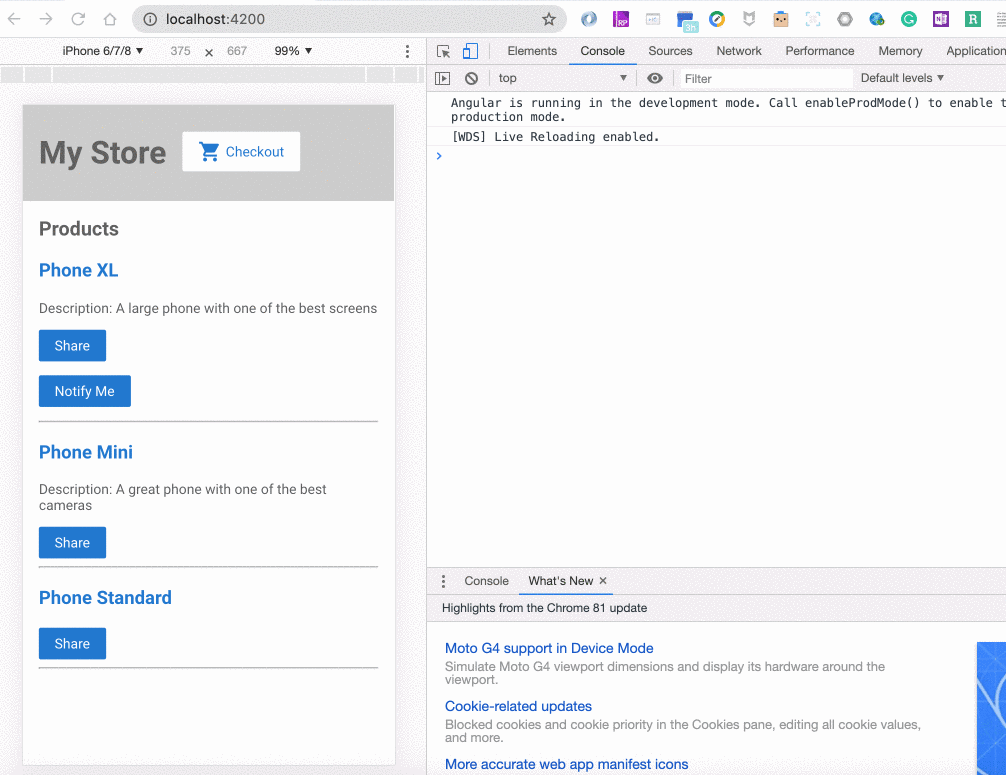 localhost:4200
RP
3h
N
R
iPhone 6/7/8 ▼ 375 × 667 99% ▼
Elements Console Sources Network Performance Memory Application
top ▼ Filter Default levels ▼
My Store
Checkout
Products
Phone XL
Description: A large phone with one of the best screens
Share
Notify Me
Phone Mini
Description: A great phone with one of the best
cameras
Share
Phone Standard
Share
Angular is running in the development mode. Call enableProdMode() to enable t
production mode.
[WDS] Live Reloading enabled.
Console What's New ×
Highlights from the Chrome 81 update
Moto G4 support in Device Mode
Simulate Moto G4 viewport dimensions and display its hardware around the
viewport.
Cookie-related updates
Blocked cookies and cookie priority in the Cookies pane, editing all cookie values,
and more.
More accurate web app manifest icons